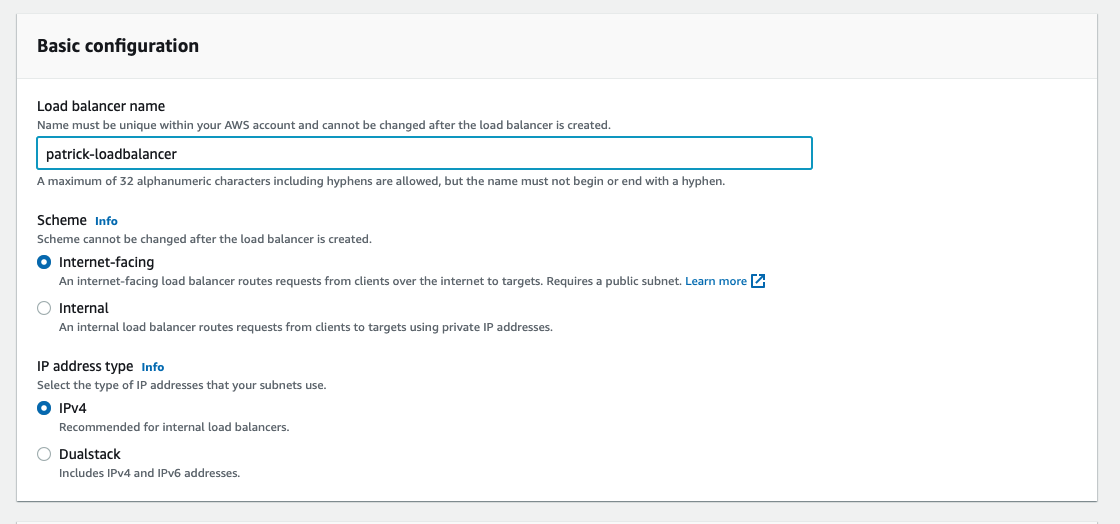 Basic configuration
Load balancer name
Name must be unique within your AWS account and cannot be changed after the load balancer is created.
patrick-loadbalancer
A maximum of 32 alphanumeric characters including hyphens are allowed, but the name must not begin or end with a hyphen.
Scheme Info
Scheme cannot be changed after the load balancer is created.
Internet-facing
An internet-facing load balancer routes requests from clients over the internet to targets. Requires a public subnet. Learn more
Internal
An internal load balancer routes requests from clients to targets using private IP addresses.
IP address type Info
Select the type of IP addresses that your subnets use.
IPv4
Recommended for internal load balancers.
Dualstack
Includes IPv4 and IPv6 addresses.